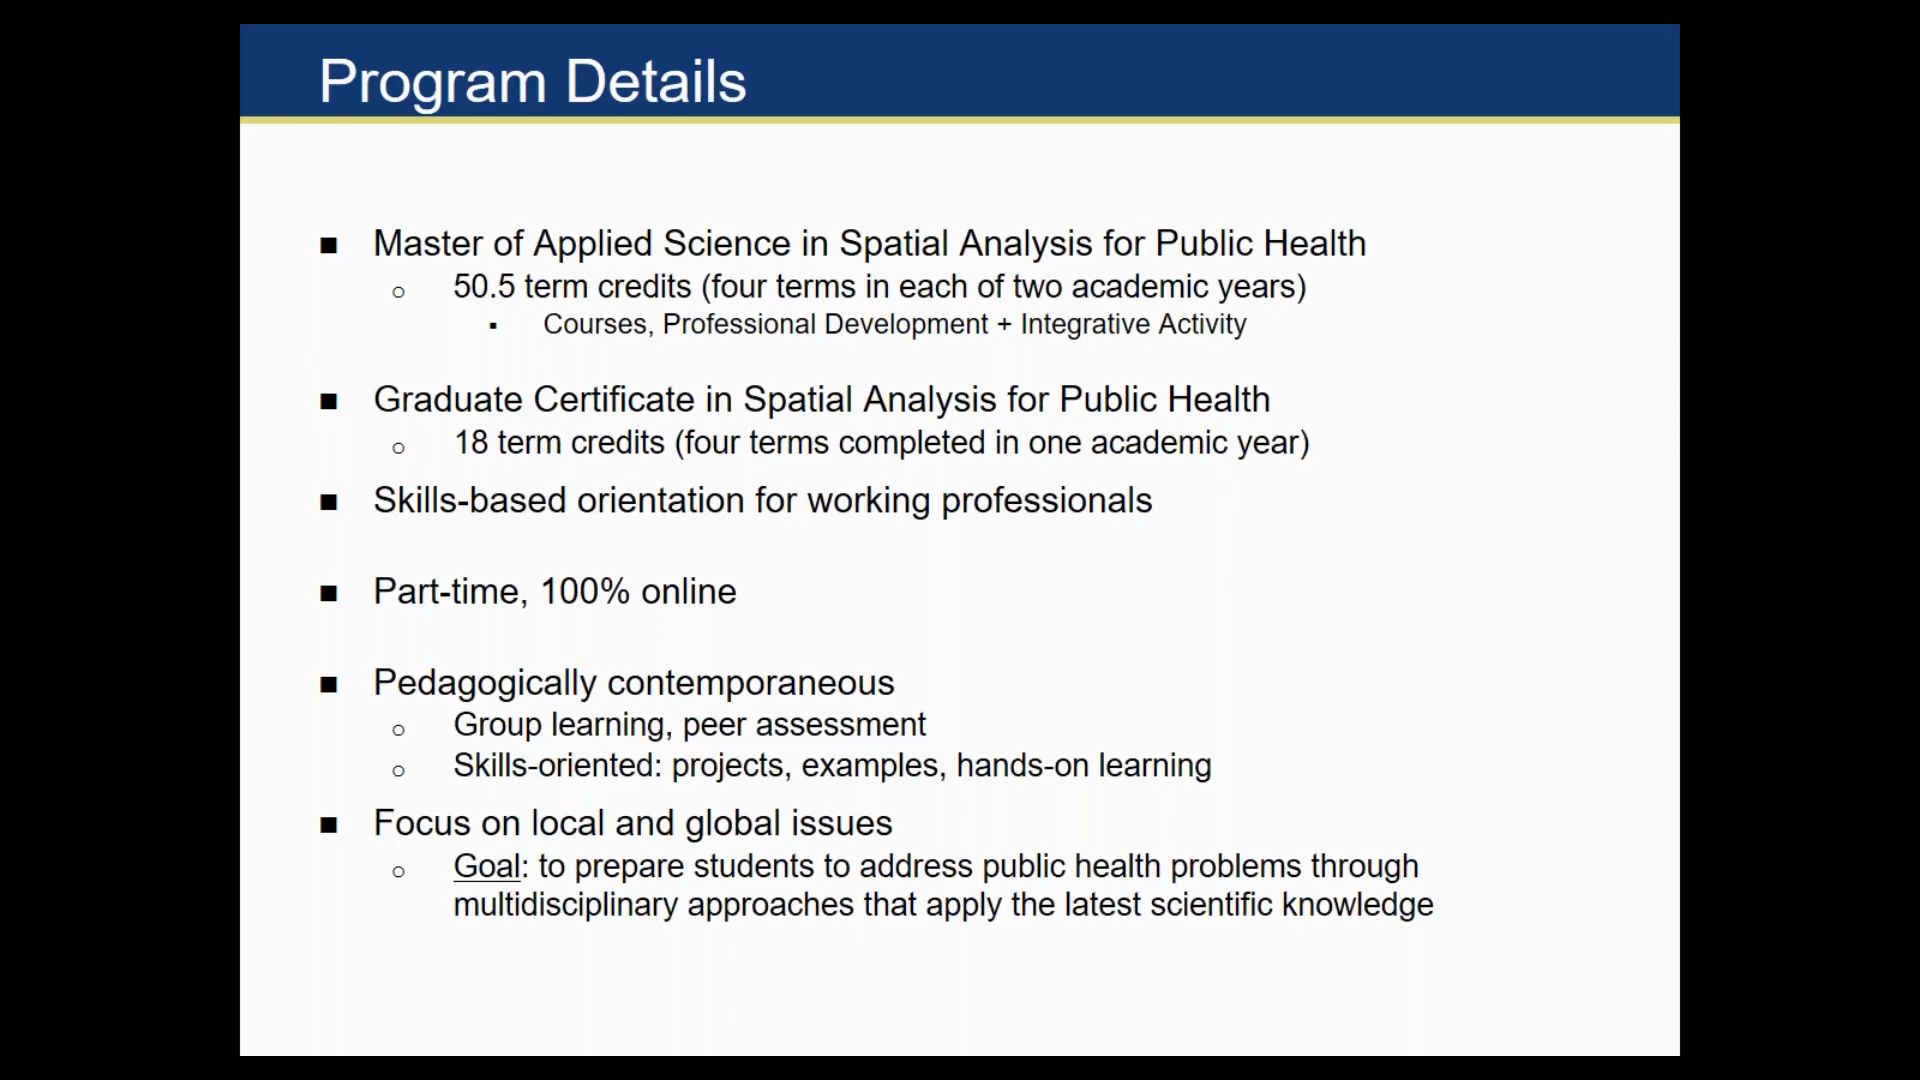 Program Details
■ Master of Applied Science in Spatial Analysis for Public Health
○ 50.5 term credits (four terms in each of two academic years)
▪ Courses, Professional Development + Integrative Activity
■ Graduate Certificate in Spatial Analysis for Public Health
○ 18 term credits (four terms completed in one academic year)
■ Skills-based orientation for working professionals
■ Part-time, 100% online
■ Pedagogically contemporaneous
○ Group learning, peer assessment
○ Skills-oriented: projects, examples, hands-on learning
■ Focus on local and global issues
○ Goal: to prepare students to address public health problems through
multidisciplinary approaches that apply the latest scientific knowledge